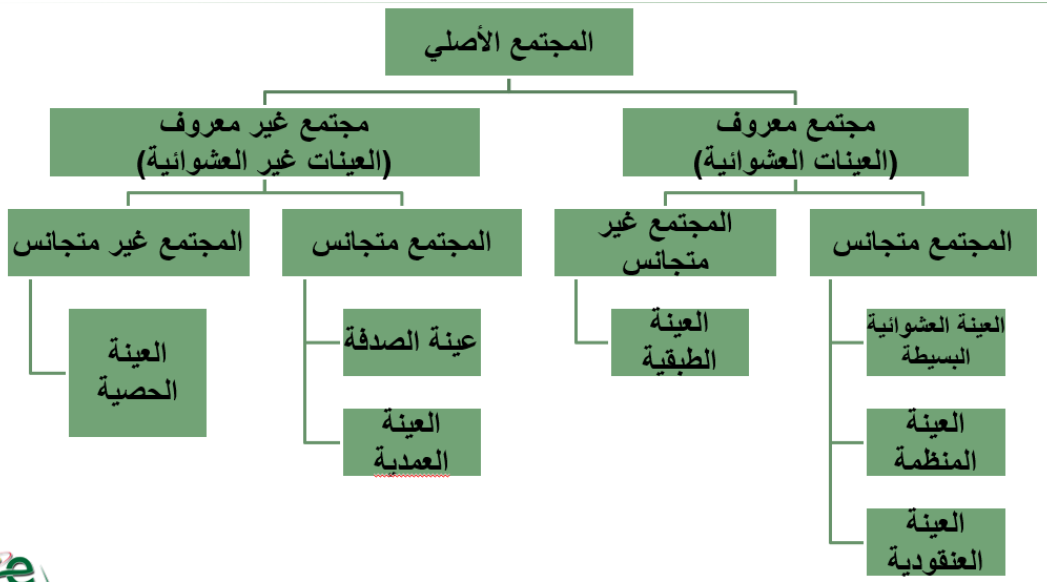 المجتمع الأصلي
مجتمع معروف
(العينات العشوائية)
مجتمع غير معروف
(العينات غير العشوائية)
المجتمع متجانس
المجتمع غير
متجانس
المجتمع متجانس
المجتمع غير متجانس
العينة العشوائية
البسيطة
العينة
المنظمة
العينة
العنقودية
العينة
الطبقية
عينة الصدفة
العينة
العمدية
العينة
الحصية